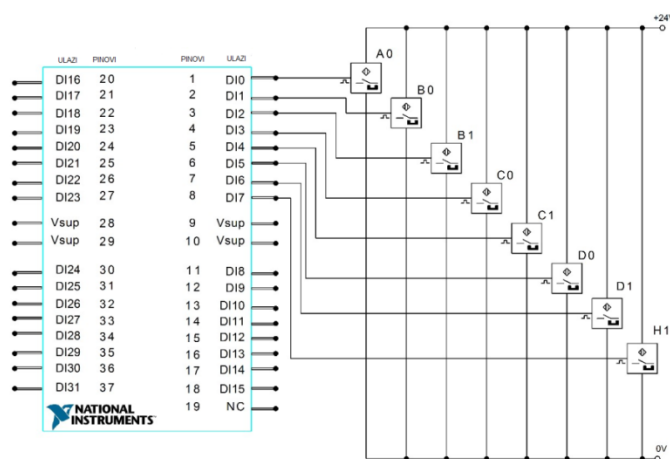 ULAZI PINOVI PINOVI ULAZI
DI16 20 1 DI0
DI17 21 2 DI1
DI18 22 3 DI2
DI19 23 4 DI3
DI20 24 5 DI4
DI21 25 6 DI5
DI22 26 7 DI6
DI23 27 8 DI7
Vsup 28 9 Vsup
Vsup 29 10 Vsup
DI24 30 11 DI8
DI25 31 12 DI9
DI26 32 13 DI10
DI27 33 14 DI11
DI28 34 15 DI12
DI29 35 16 DI13
DI30 36 17 DI14
DI31 37 18 DI15
19 NC
NATIONAL
INSTRUMENTS
+24V
A0
B0
B1
C0
C1
D0
D1
H1
0V